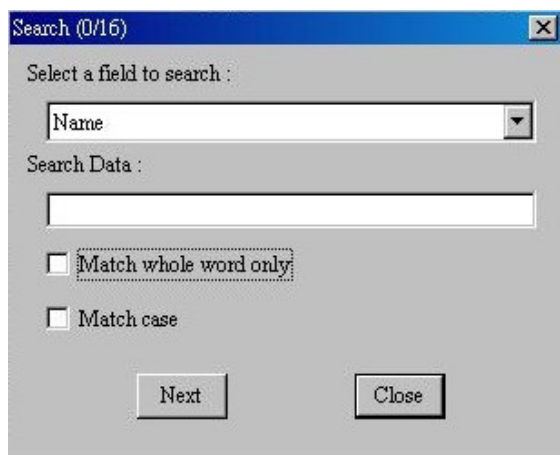 Search (0/16)
Select a field to search :
Name
Search Data :
Match whole word only
Match case
Next Close